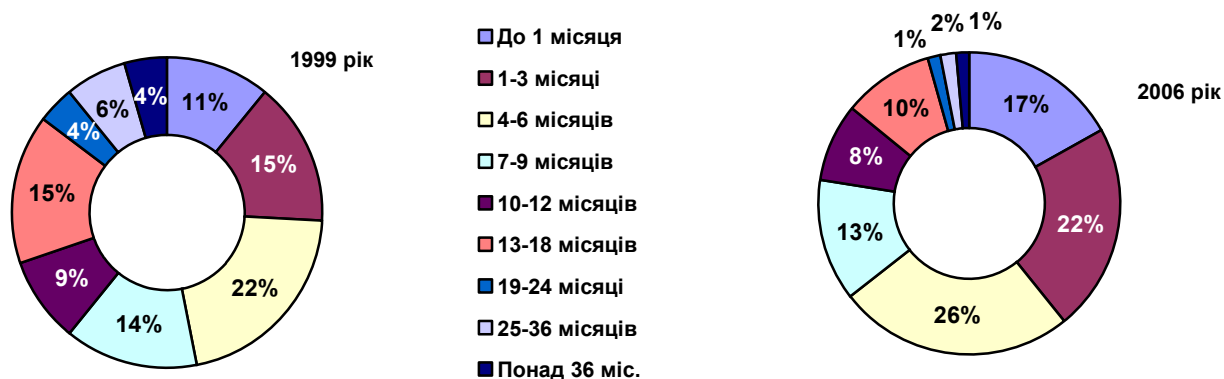 1999 рік
11%
15%
22%
14%
9%
15%
4%
6%
4%
До 1 місяця
1-3 місяці
4-6 місяців
7-9 місяців
10-12 місяців
13-18 місяців
19-24 місяці
25-36 місяців
Понад 36 міс.
2006 рік
17%
22%
26%
13%
8%
10%
1%
2%
1%